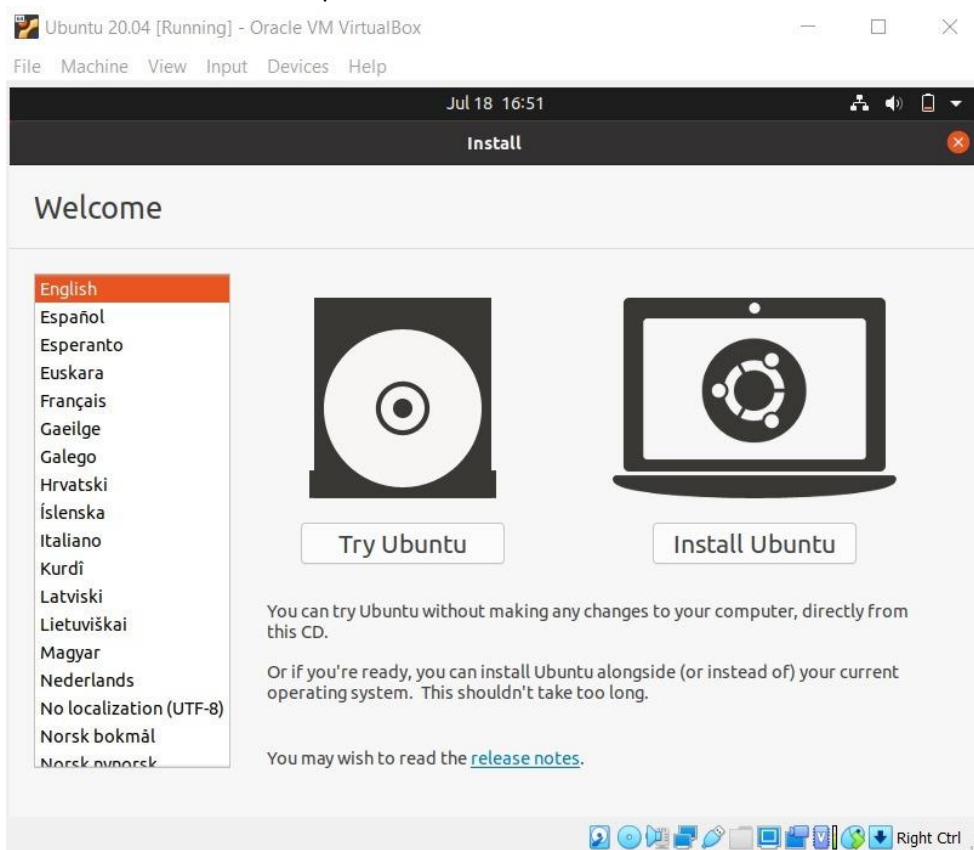 Ubuntu 20.04 [Running] - Oracle VM VirtualBox
File Machine View Input Devices Help
Jul 18 16:51
Install
Welcome
English
Español
Esperanto
Euskara
Français
Gaeilge
Galego
Hrvatski
Íslenska
Italiano
Kurdî
Latviski
Lietuviškai
Magyar
Nederlands
No localization (UTF-8)
Norsk bokmål
Norsk nynorsk
Try Ubuntu
Install Ubuntu
You can try Ubuntu without making any changes to your computer, directly from
this CD.
Or if you're ready, you can install Ubuntu alongside (or instead of) your current
operating system. This shouldn't take too long.
You may wish to read the release notes.
Right Ctrl